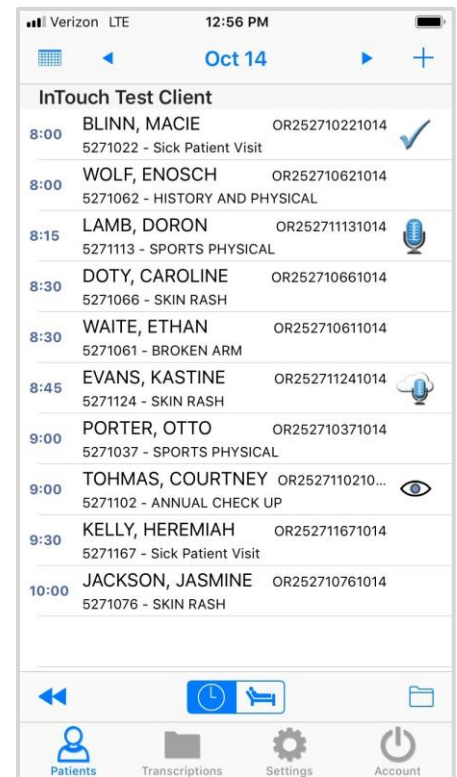 Verizon LTE 12:56 PM
Oct 14
InTouch Test Client
8:00 BLINN, MACIE OR252710221014
5271022 - Sick Patient Visit
8:00 WOLF, ENOSCH OR252710621014
5271062 - HISTORY AND PHYSICAL
8:15 LAMB, DORON OR252711131014
5271113 - SPORTS PHYSICAL
8:30 DOTY, CAROLINE OR252710661014
5271066 - SKIN RASH
8:30 WAITE, ETHAN OR252710611014
5271061 - BROKEN ARM
8:45 EVANS, KASTINE OR252711241014
5271124 - SKIN RASH
9:00 PORTER, OTTO OR252710371014
5271037 - SPORTS PHYSICAL
9:00 TOHMAS, COURTNEY OR2527110210...
5271102 - ANNUAL CHECK UP
9:30 KELLY, HEREMIAH OR252711671014
5271167 - Sick Patient Visit
10:00 JACKSON, JASMINE OR252710761014
5271076 - SKIN RASH
Patients Transcriptions Settings Account